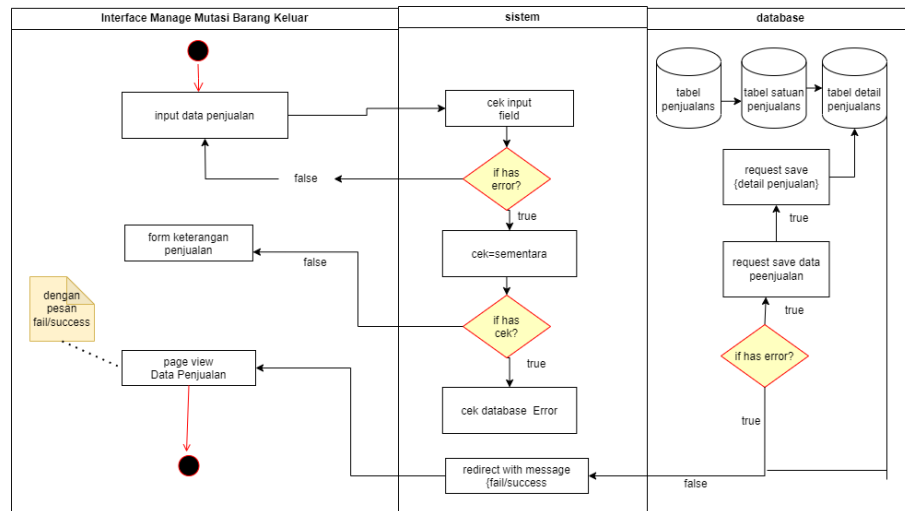 Interface Manage Mutasi Barang Keluar
sistem
database
input data penjualan
cek input
field
tabel
penjualans
tabel satuan
penjualans
tabel detail
penjualans
false
if has
error?
request save
{detail penjualan}
true
true
form keterangan
penjualan
false
cek=sementara
request save data
peenjualan
dengan
pesan
fail/success
if has
cek?
true
true
if has error?
page view
Data Penjualan
cek database  Error
true
redirect with message
{fail/success
false